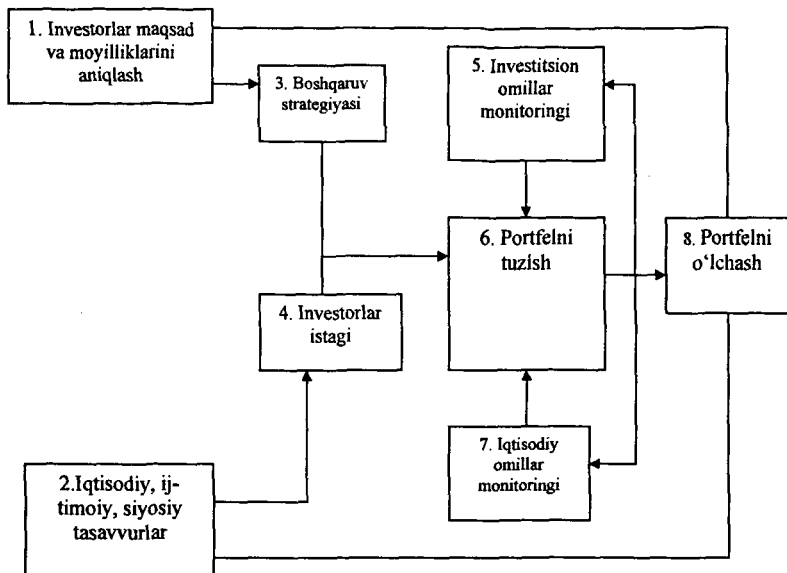 1. Investorlar maqsad
va moyilliklarini
aniqlash
3. Boshqaruv
strategiyasi
5. Investitsion
omillar
monitoringi
6. Portfelni
tuzish
8. Portfelni
o‘lchash
4. Investorlar
istagi
7. Iqtisodiy
omillar
monitoringi
2.Iqtisodiy, ij-
timoiy, siyosiy
tasavvurlar